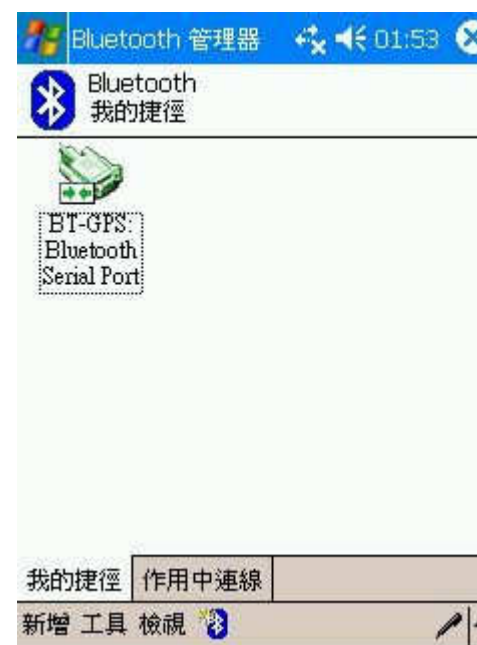 Bluetooth 管理器 01:53
Bluetooth
我的捷徑
BT-GPS:
Bluetooth
Serial Port
我的捷徑 作用中連線
新增 工具 檢視